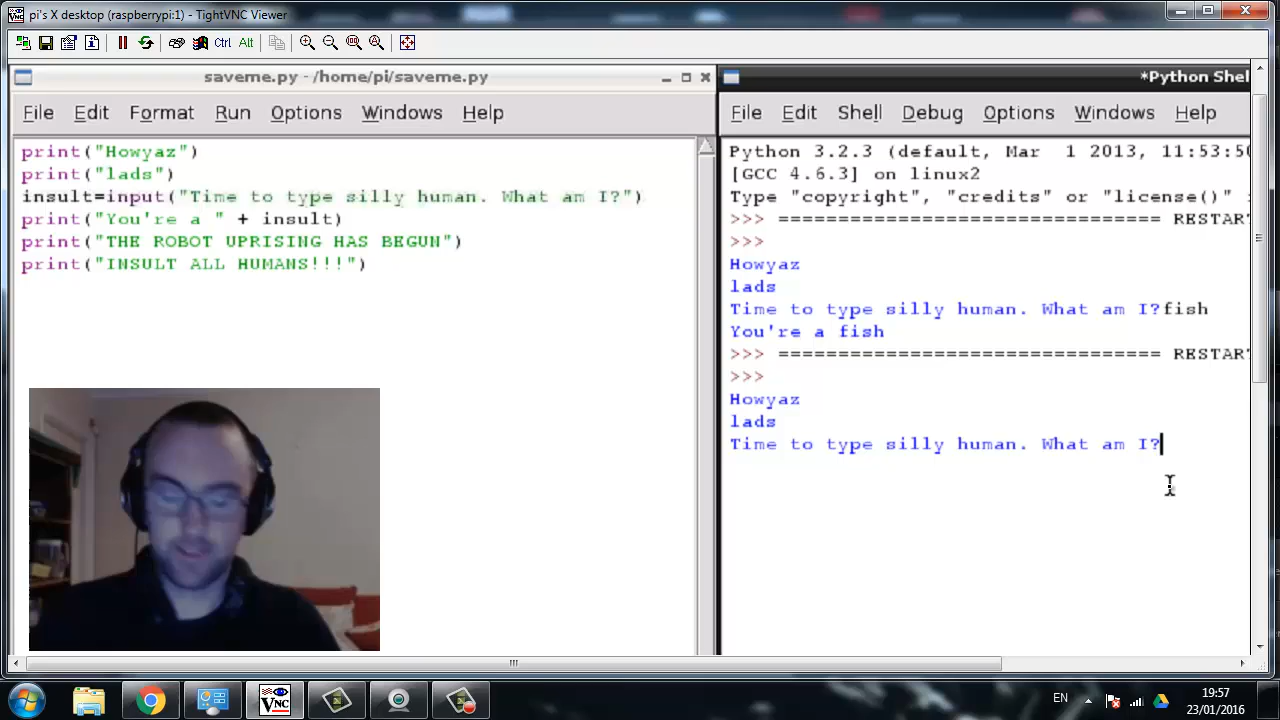 pi's X desktop (raspberrypi:1) - TightVNC Viewer
Ctrl Alt
saveme.py - /home/pi/saveme.py
File Edit Format Run Options Windows Help
print("Howyaz")
print("lads")
insult=input("Time to type silly human. What am I?")
print("You're a " + insult)
print("THE ROBOT UPRISING HAS BEGUN")
print("INSULT ALL HUMANS!!!")
*Python Shel
File Edit Shell Debug Options Windows Help
Python 3.2.3 (default, Mar 1 2013, 11:53:50
[GCC 4.6.3] on linux2
Type "copyright", "credits" or "license()"
>>> ================================ RESTAR
>>>
Howyaz
lads
Time to type silly human. What am I?fish
You're a fish
>>> ================================ RESTAR
>>>
Howyaz
lads
Time to type silly human. What am I?
VNC
EN
19:57
23/01/2016